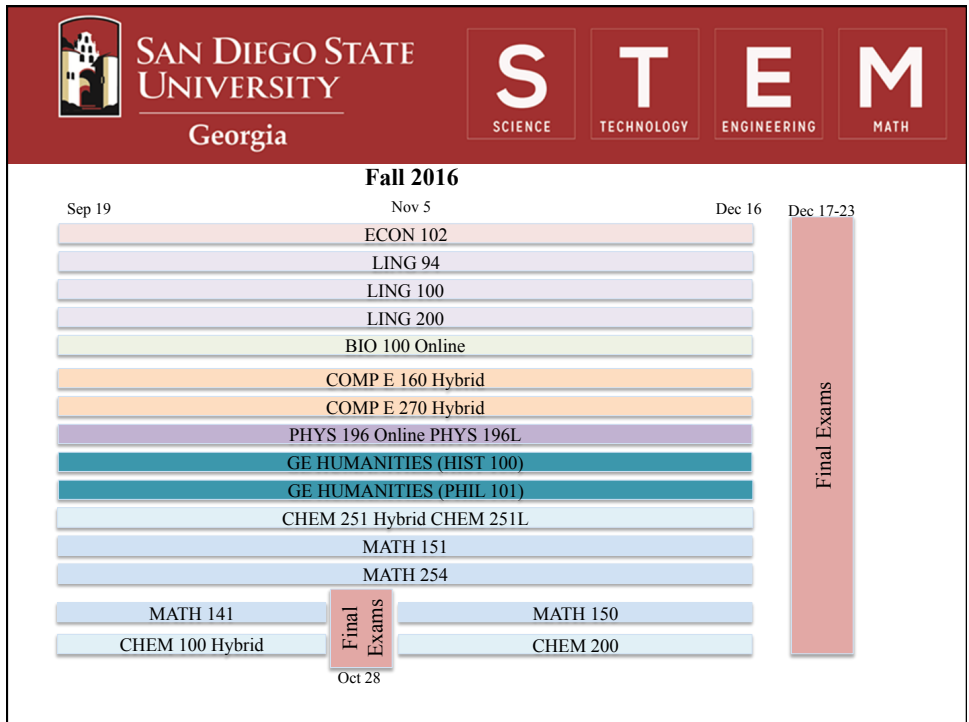 SAN DIEGO STATE
UNIVERSITY
Georgia
S
SCIENCE
T
TECHNOLOGY
E
ENGINEERING
M
MATH
Fall 2016
Sep 19
Nov 5
Dec 16
Dec 17-23
ECON 102
LING 94
LING 100
LING 200
BIO 100 Online
COMP E 160 Hybrid
COMP E 270 Hybrid
PHYS 196 Online PHYS 196L
GE HUMANITIES (HIST 100)
GE HUMANITIES (PHIL 101)
CHEM 251 Hybrid CHEM 251L
MATH 151
MATH 254
MATH 141
MATH 150
CHEM 100 Hybrid
CHEM 200
Final
Exams
Oct 28
Final Exams